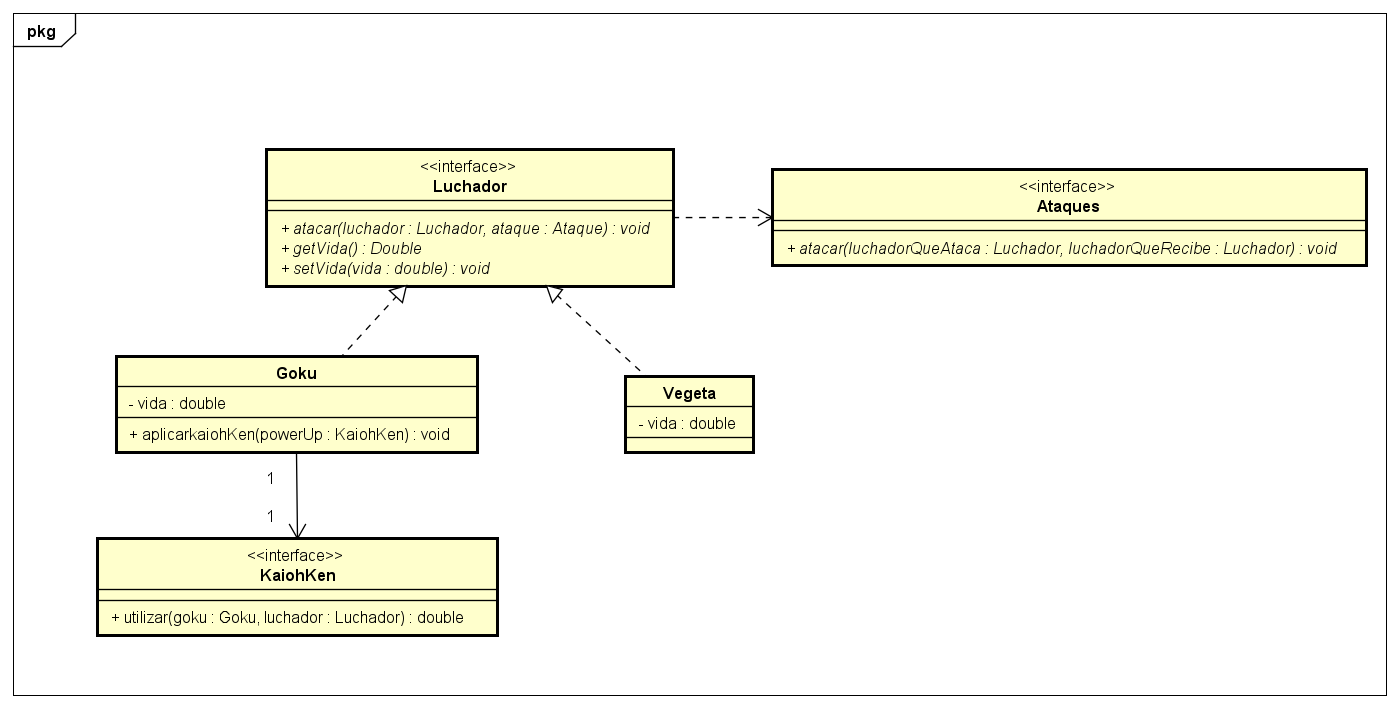 pkg
<<interface>>
Luchador
+ atacar(luchador : Luchador, ataque : Ataque) : void
+ getVida() : Double
+ setVida(vida : double) : void
<<interface>>
Ataques
+ atacar(luchadorQueAtaca : Luchador, luchadorQueRecibe : Luchador) : void
Goku
- vida : double
+ aplicarkaiohKen(powerUp : KaiohKen) : void
Vegeta
- vida : double
1
1
<<interface>>
KaiohKen
+ utilizar(goku : Goku, luchador : Luchador) : double